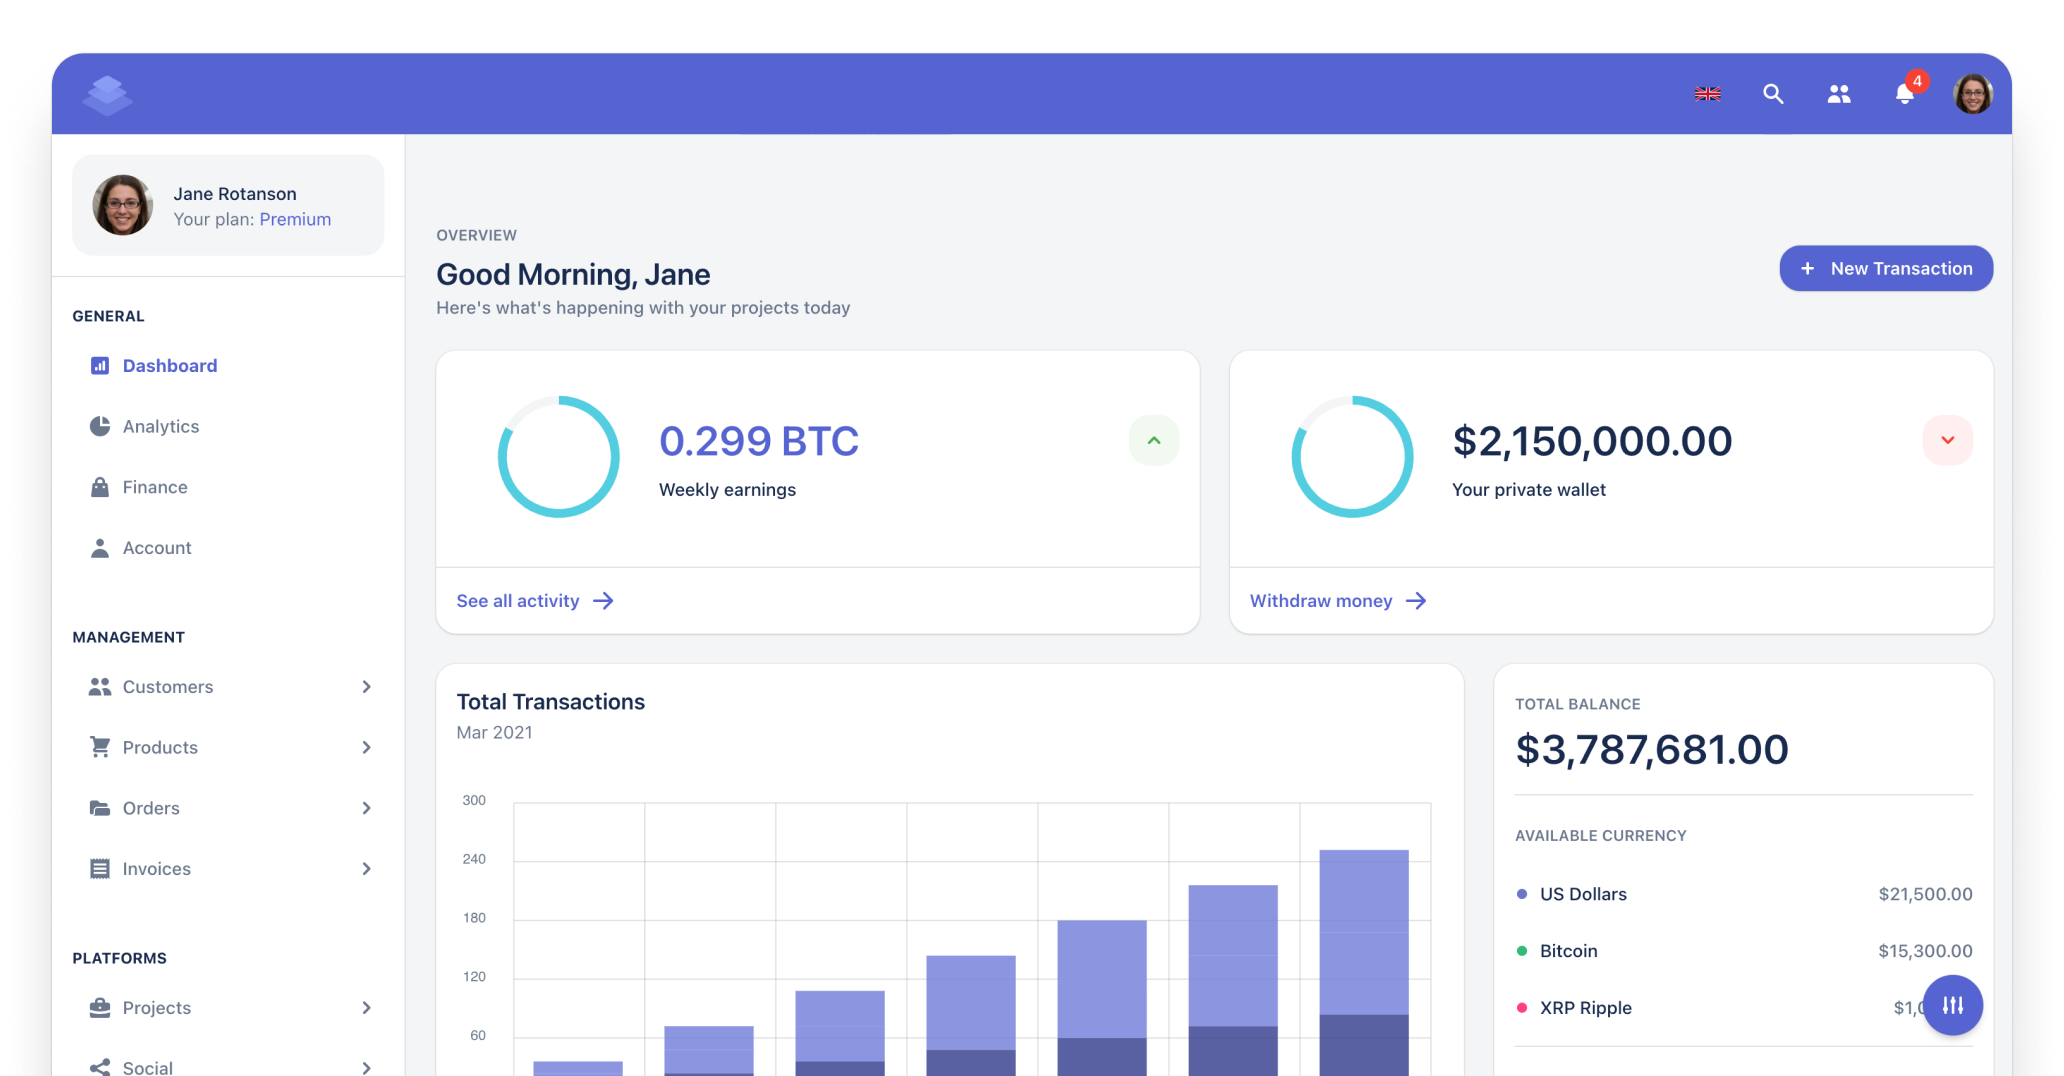 4
Jane Rotanson
Your plan: Premium
GENERAL
Dashboard
Analytics
Finance
Account
MANAGEMENT
Customers
Products
Orders
Invoices
PLATFORMS
Projects
Social
OVERVIEW
Good Morning, Jane
Here's what's happening with your projects today
+ New Transaction
0.299 BTC
Weekly earnings
See all activity
$2,150,000.00
Your private wallet
Withdraw money
Total Transactions
Mar 2021
300
240
180
120
60
TOTAL BALANCE
$3,787,681.00
AVAILABLE CURRENCY
US Dollars $21,500.00
Bitcoin $15,300.00
XRP Ripple